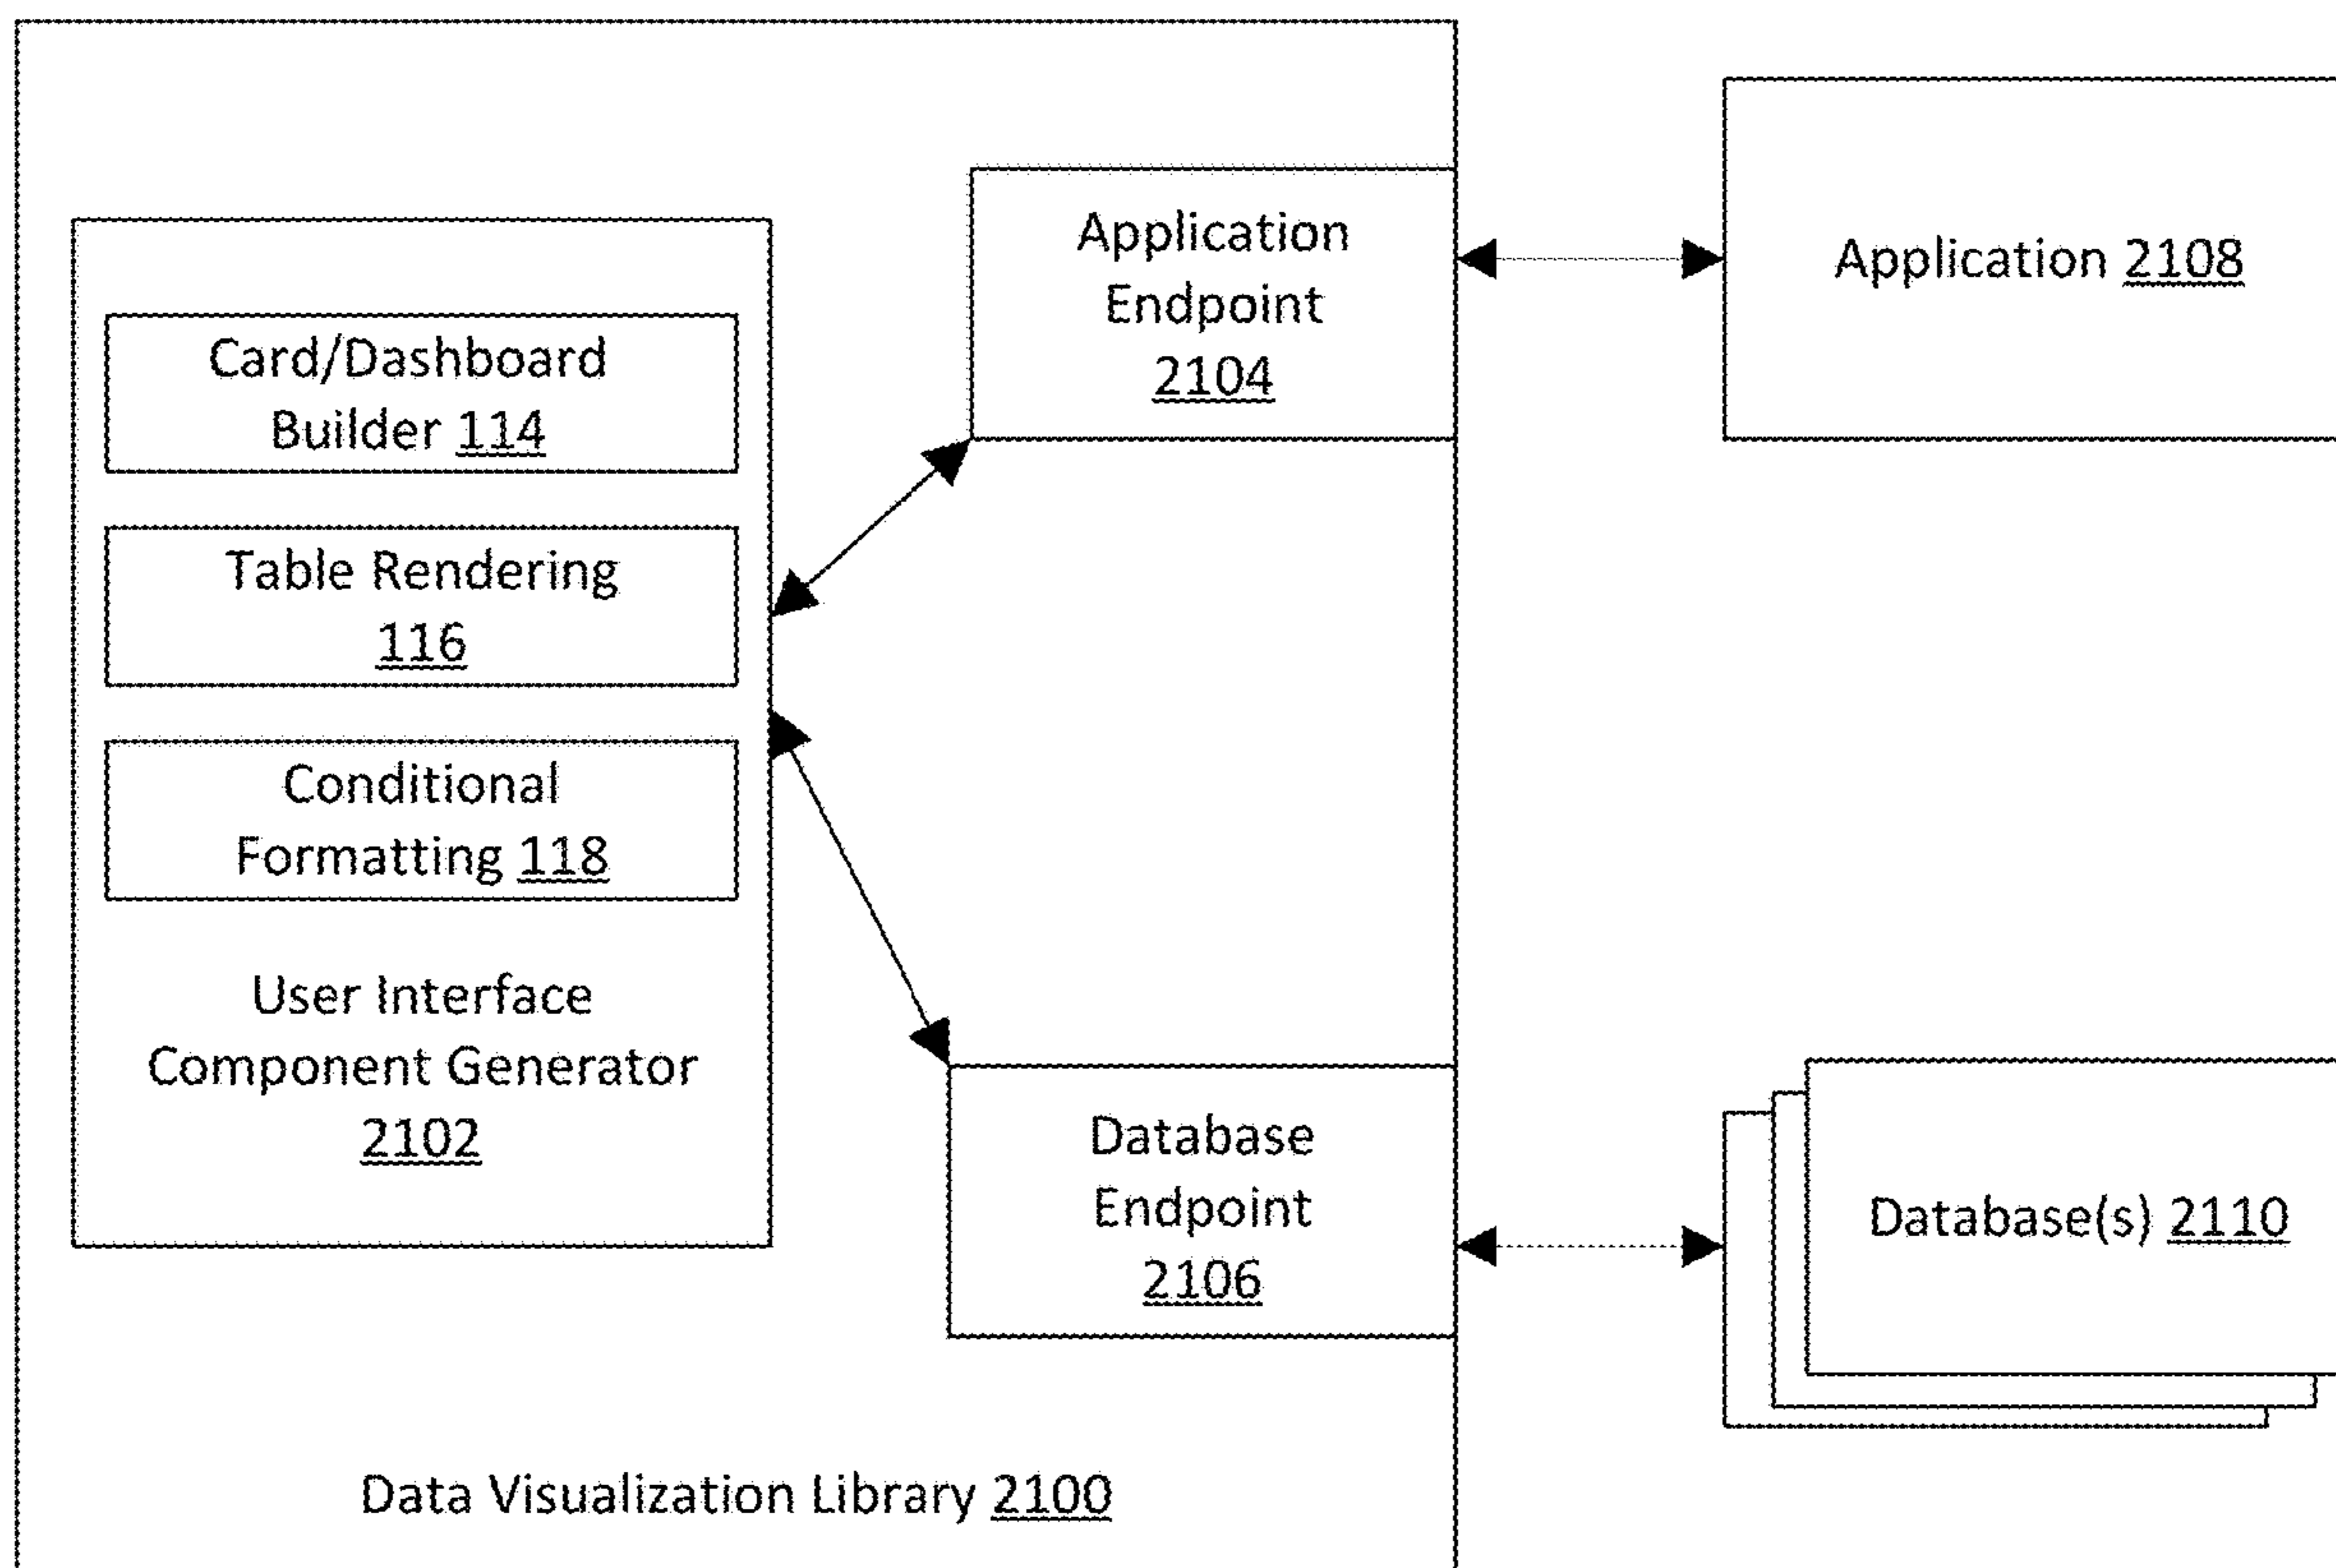 Card/Dashboard
Builder 114
Table Rendering
116
Conditional
Formatting 118
User Interface
Component Generator
2102
Application
Endpoint
2104
Database
Endpoint
2106
Data Visualization Library 2100
Application 2108
Database(s) 2110